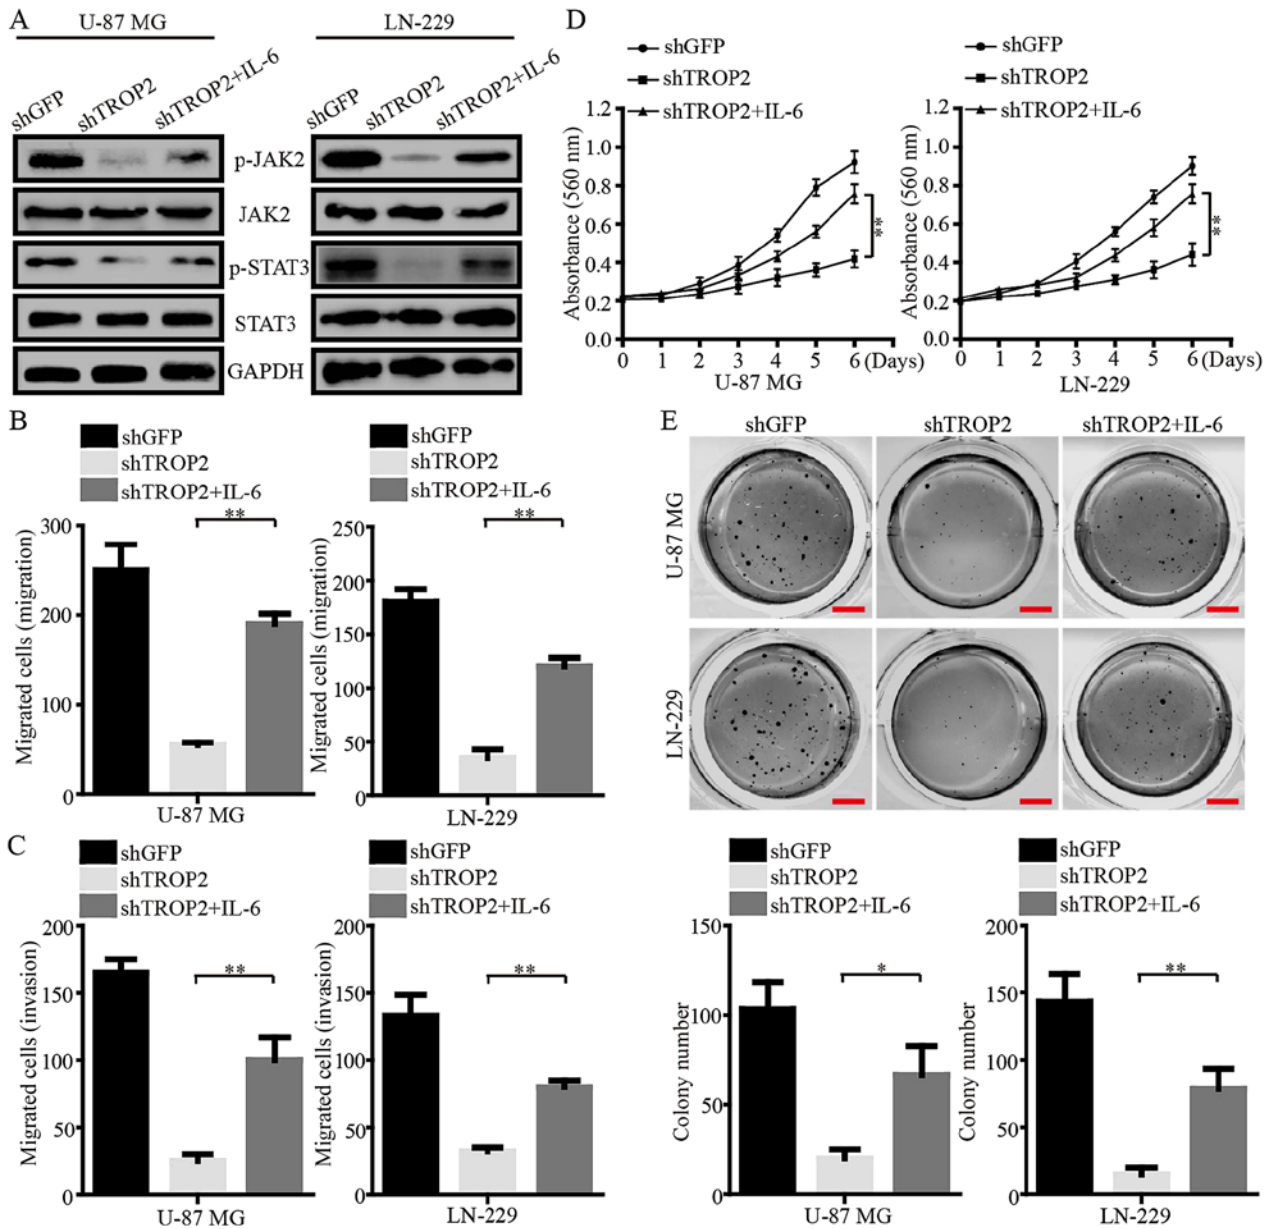 A
U-87 MG
LN-229
shGFP
shTROP2
shTROP2+IL-6
shGFP
shTROP2
shTROP2+IL-6
p-JAK2
JAK2
p-STAT3
STAT3
GAPDH
D
shGFP
shTROP2
shTROP2+IL-6
Absorbance (560 nm)
1.2
1.0
0.8
0.6
0.4
0.2
0.0
**
0 1 2 3 4 5 6 (Days)
U-87 MG
shGFP
shTROP2
shTROP2+IL-6
Absorbance (560 nm)
1.2
1.0
0.8
0.6
0.4
0.2
0.0
**
0 1 2 3 4 5 6 (Days)
LN-229
B
shGFP
shTROP2
shTROP2+IL-6
Migrated cells (migration)
300
200
100
0
**
U-87 MG
shGFP
shTROP2
shTROP2+IL-6
Migrated cells (migration)
250
200
150
100
50
0
**
LN-229
E
shGFP
shTROP2
shTROP2+IL-6
U-87 MG
LN-229
C
shGFP
shTROP2
shTROP2+IL-6
Migrated cells (invasion)
200
150
100
50
0
**
U-87 MG
shGFP
shTROP2
shTROP2+IL-6
Migrated cells (invasion)
200
150
100
50
0
**
LN-229
shGFP
shTROP2
shTROP2+IL-6
Colony number
150
100
50
0
*
U-87 MG
shGFP
shTROP2
shTROP2+IL-6
Colony number
200
150
100
50
0
**
LN-229